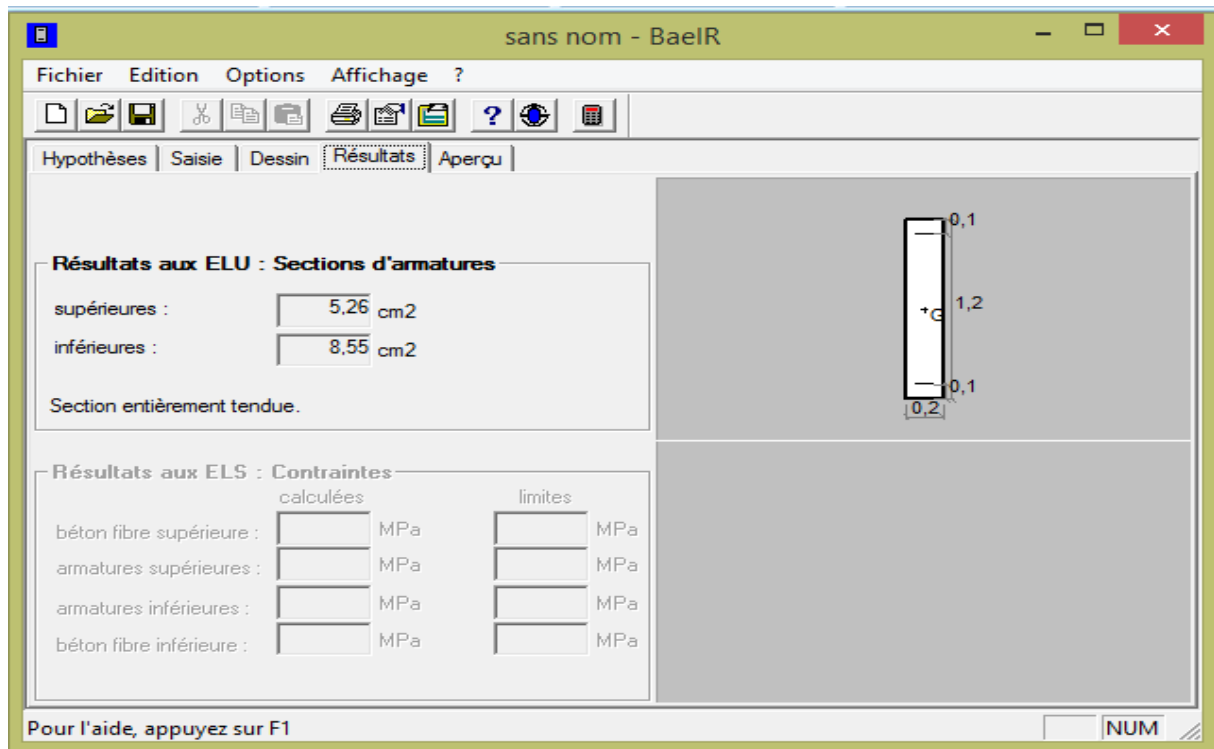 sans nom - BaelR
Fichier Edition Options Affichage ?
Hypothèses Saisie Dessin Résultats Aperçu
Résultats aux ELU : Sections d'armatures
supérieures : 5,26 cm2
inférieures : 8,55 cm2
Section entièrement tendue.
0,1
1,2
G
0,1
0,2
Résultats aux ELS : Contraintes
calculées limites
béton fibre supérieure : MPa MPa
armatures supérieures : MPa MPa
armatures inférieures : MPa MPa
béton fibre inférieure : MPa MPa
Pour l'aide, appuyez sur F1 NUM